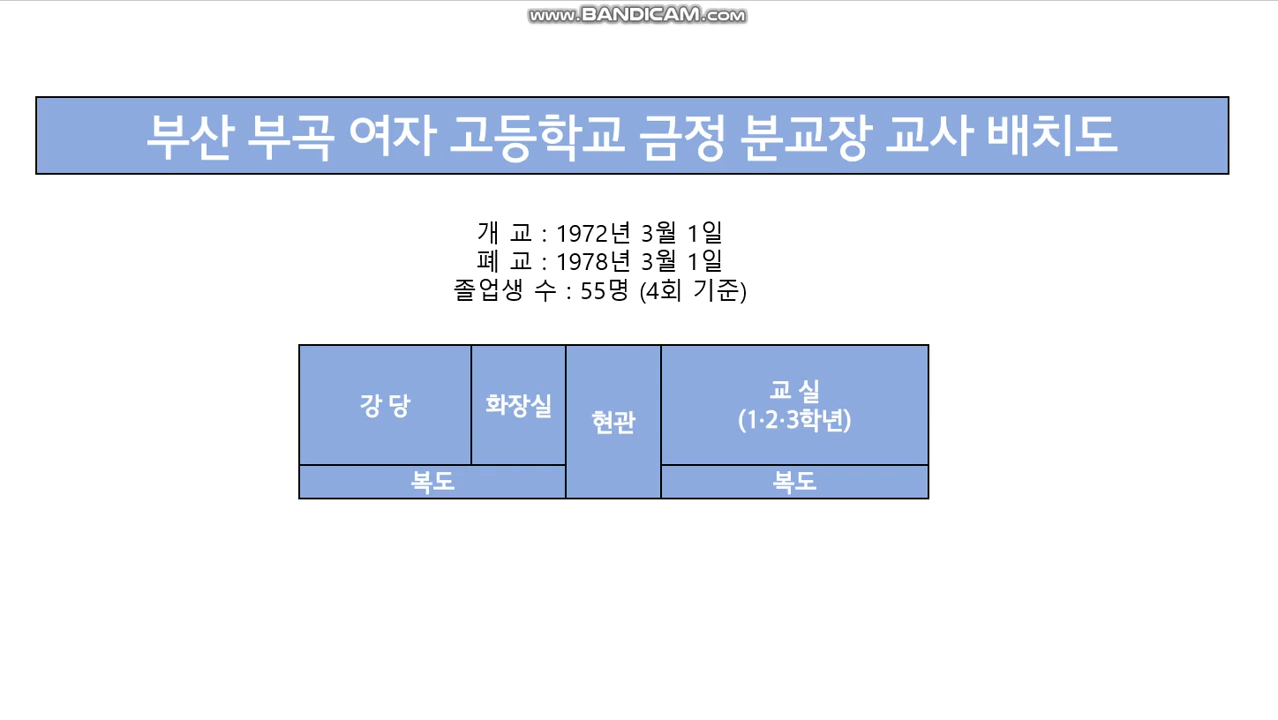 www.BANDICAM.com
부산 부곡 여자 고등학교 금정 분교장 교사 배치도
개 교 : 1972년 3월 1일
폐 교 : 1978년 3월 1일
졸업생 수 : 55명 (4회 기준)
강 당
화장실
현관
교 실
(1·2·3학년)
복도
복도